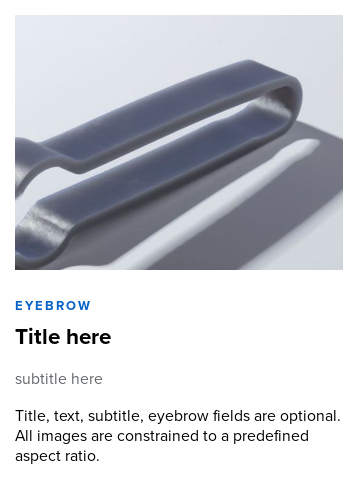 EYEBROW
Title here
subtitle here
Title, text, subtitle, eyebrow fields are optional.
All images are constrained to a predefined
aspect ratio.